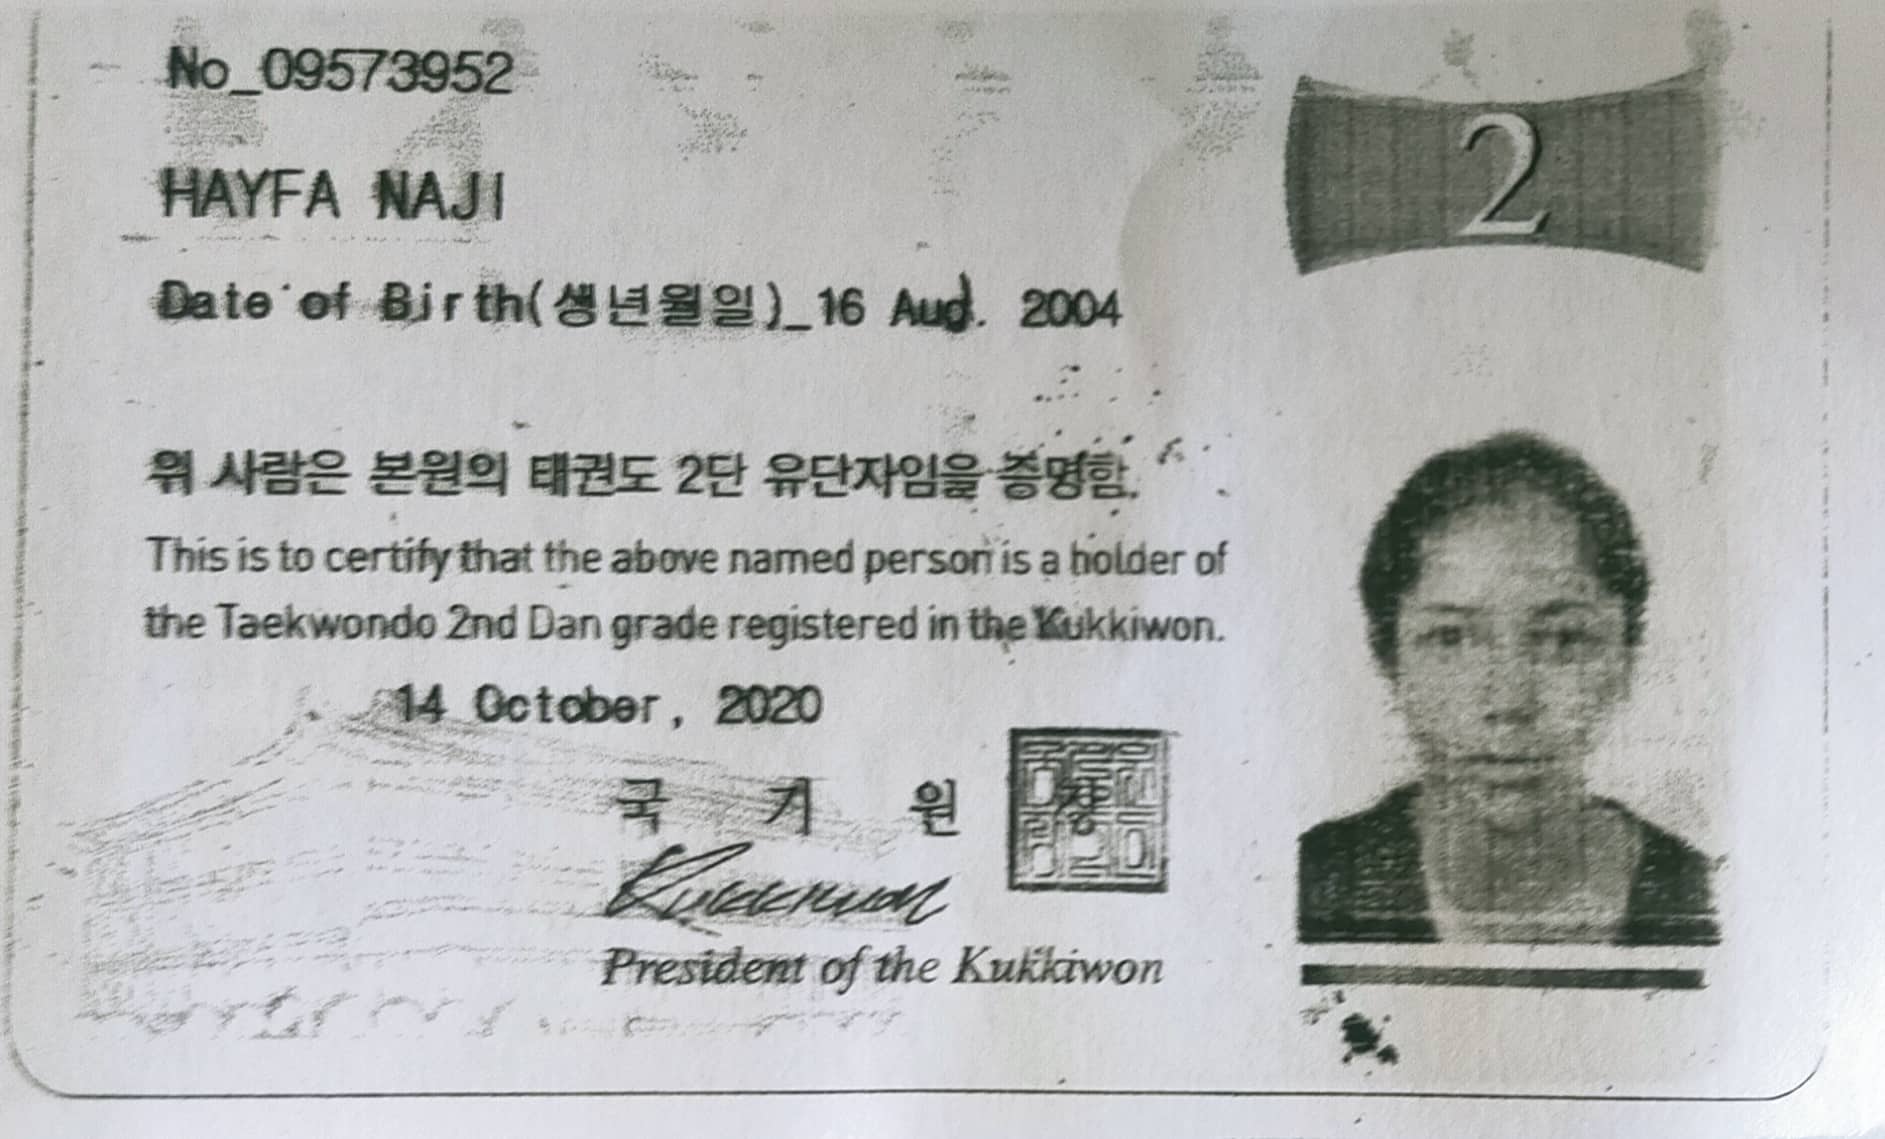 No_09573952
2
HAYFA NAJI
Date of Birth(생년월일)_16 Aug. 2004
위 사람은 본원의 태권도 2단 유단자임을 증명함.
This is to certify that the above named person is a holder of
the Taekwondo 2nd Dan grade registered in the Kukkiwon.
14 October, 2020
국 기 원
Kukkiwon
President of the Kukkiwon